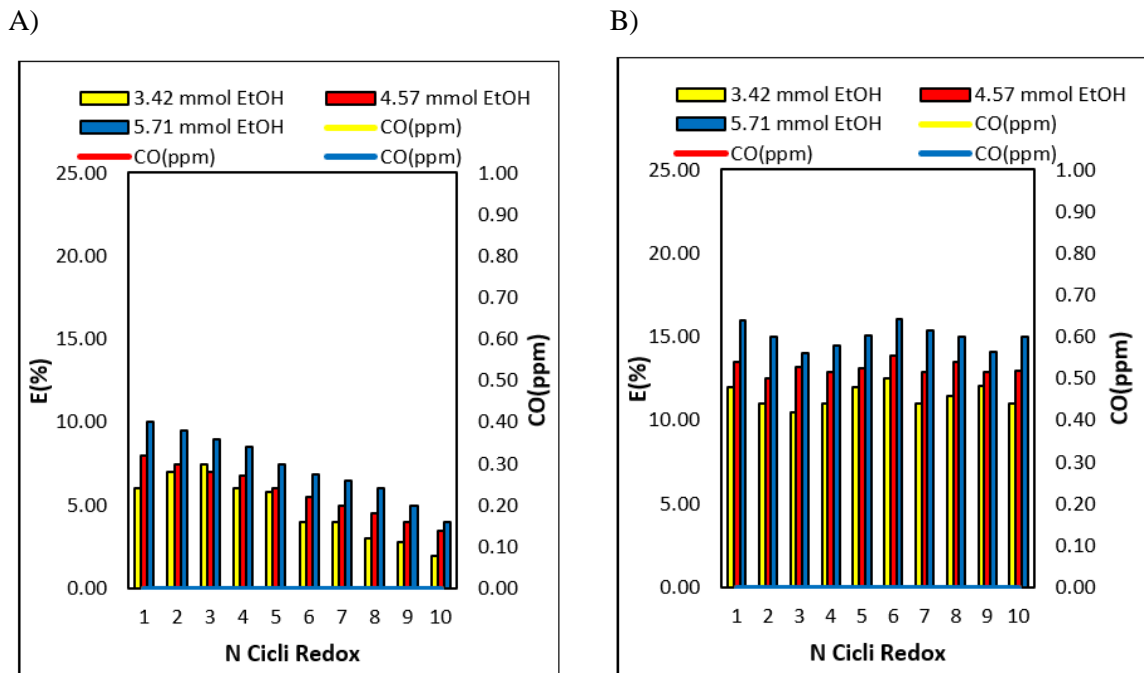 A)
3.42 mmol EtOH 4.57 mmol EtOH
5.71 mmol EtOH CO(ppm)
CO(ppm) CO(ppm)
25.00 1.00
0.90
20.00 0.80
0.70
15.00 0.60
E(%) 0.50 CO(ppm)
10.00 0.40
0.30
5.00 0.20
0.10
0.00 0.00
1 2 3 4 5 6 7 8 9 10
N Cicli Redox
B)
3.42 mmol EtOH 4.57 mmol EtOH
5.71 mmol EtOH CO(ppm)
CO(ppm) CO(ppm)
25.00 1.00
0.90
20.00 0.80
0.70
15.00 0.60
E(%) 0.50 CO(ppm)
10.00 0.40
0.30
5.00 0.20
0.10
0.00 0.00
1 2 3 4 5 6 7 8 9 10
N Cicli Redox